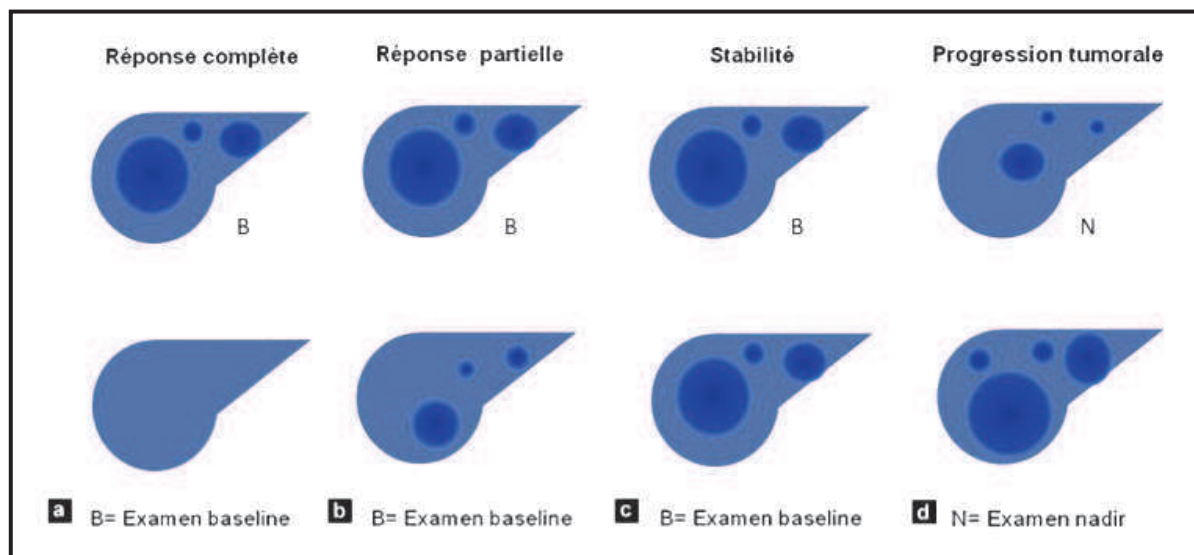 Réponse complète
Réponse partielle
Stabilité
Progression tumorale
B
B
B
N
a B= Examen baseline
b B= Examen baseline
c B= Examen baseline
d N= Examen nadir